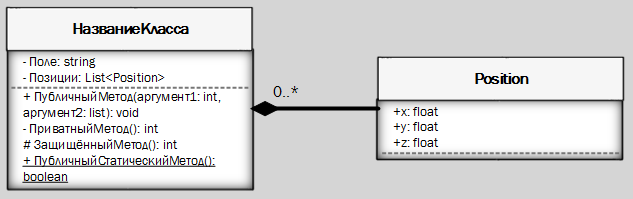 НазваниеКласса
- Поле: string
- Позиции: List<Position>
+ ПубличныйМетод(аргумент1: int,
аргумент2: list): void
- ПриватныйМетод(): int
# ЗащищённыйМетод(): int
+ ПубличныйСтатическийМетод():
boolean
0..*
Position
+x: float
+y: float
+z: float